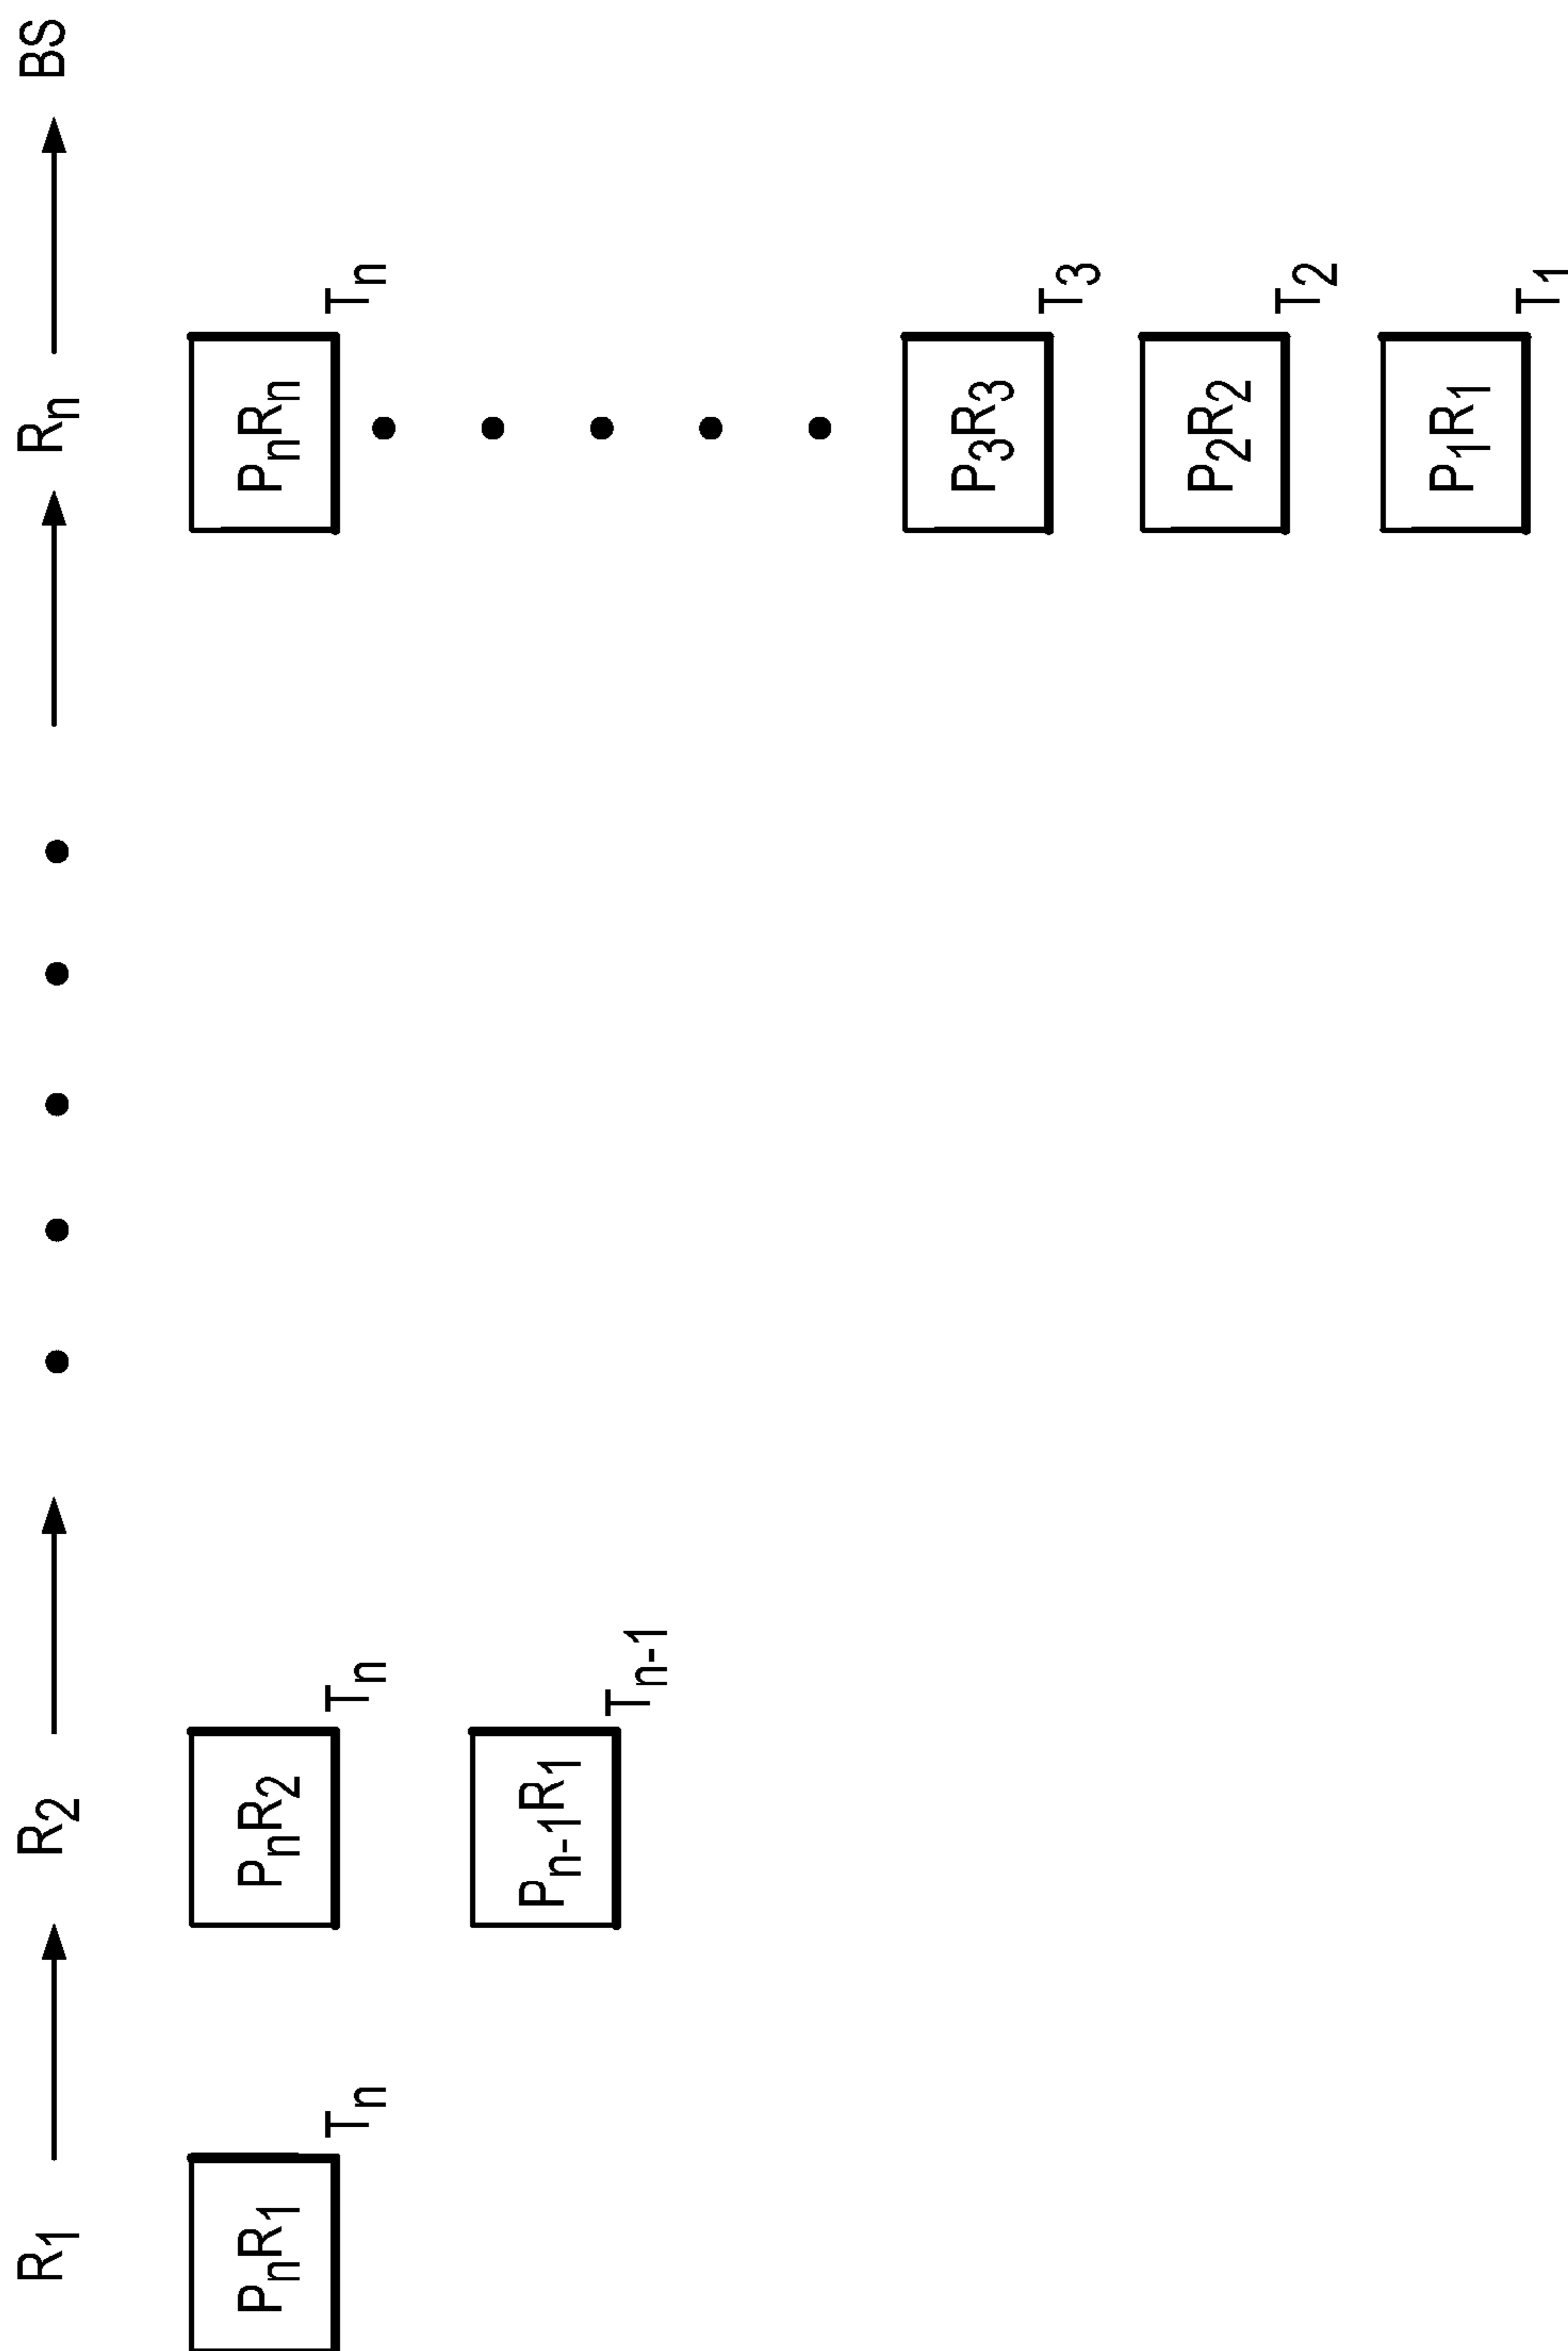 R1 R2 Rn BS
PnR1 Tn PnR2 Tn PnRn Tn
Pn-1R1 Tn-1
P3R3 T3
P2R2 T2
P1R1 T1